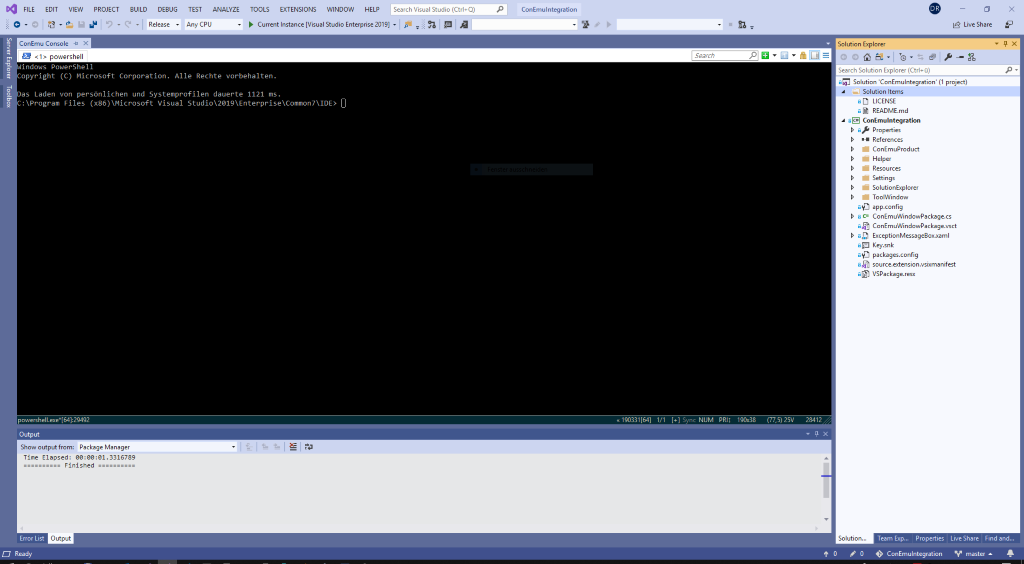 FILE EDIT VIEW PROJECT BUILD DEBUG TEST ANALYZE TOOLS EXTENSIONS WINDOW HELP Search Visual Studio (Ctrl+Q) ConEmuIntegration DR
Release Any CPU Current Instance [Visual Studio Enterprise 2019] Live Share
Server Explorer
Toolbox
ConEmu Console
<1> powershell Search
Windows PowerShell
Copyright (C) Microsoft Corporation. Alle Rechte vorbehalten.
Das Laden von persönlichen und Systemprofilen dauerte 1121 ms.
C:\Program Files (x86)\Microsoft Visual Studio\2019\Enterprise\Common7\IDE>
powershell.exe*[64]:29492 « 190331[64] 1/1 [+] Sync NUM PRI: 190x38 (77,5) 25V 28412
Output
Show output from: Package Manager
Time Elapsed: 00:00:01.3316789
========== Finished ==========
Error List Output
Solution Explorer
Search Solution Explorer (Ctrl+ü)
Solution 'ConEmuIntegration' (1 project)
Solution Items
LICENSE
README.md
ConEmuIntegration
Properties
References
ConEmuProduct
Helper
Resources
Settings
SolutionExplorer
ToolWindow
app.config
ConEmuWindowPackage.cs
ConEmuWindowPackage.vsct
ExceptionMessageBox.xaml
Key.snk
packages.config
source.extension.vsixmanifest
VSPackage.resx
Solution... Team Exp... Properties Live Share Find and...
Ready 0 0 ConEmuIntegration master